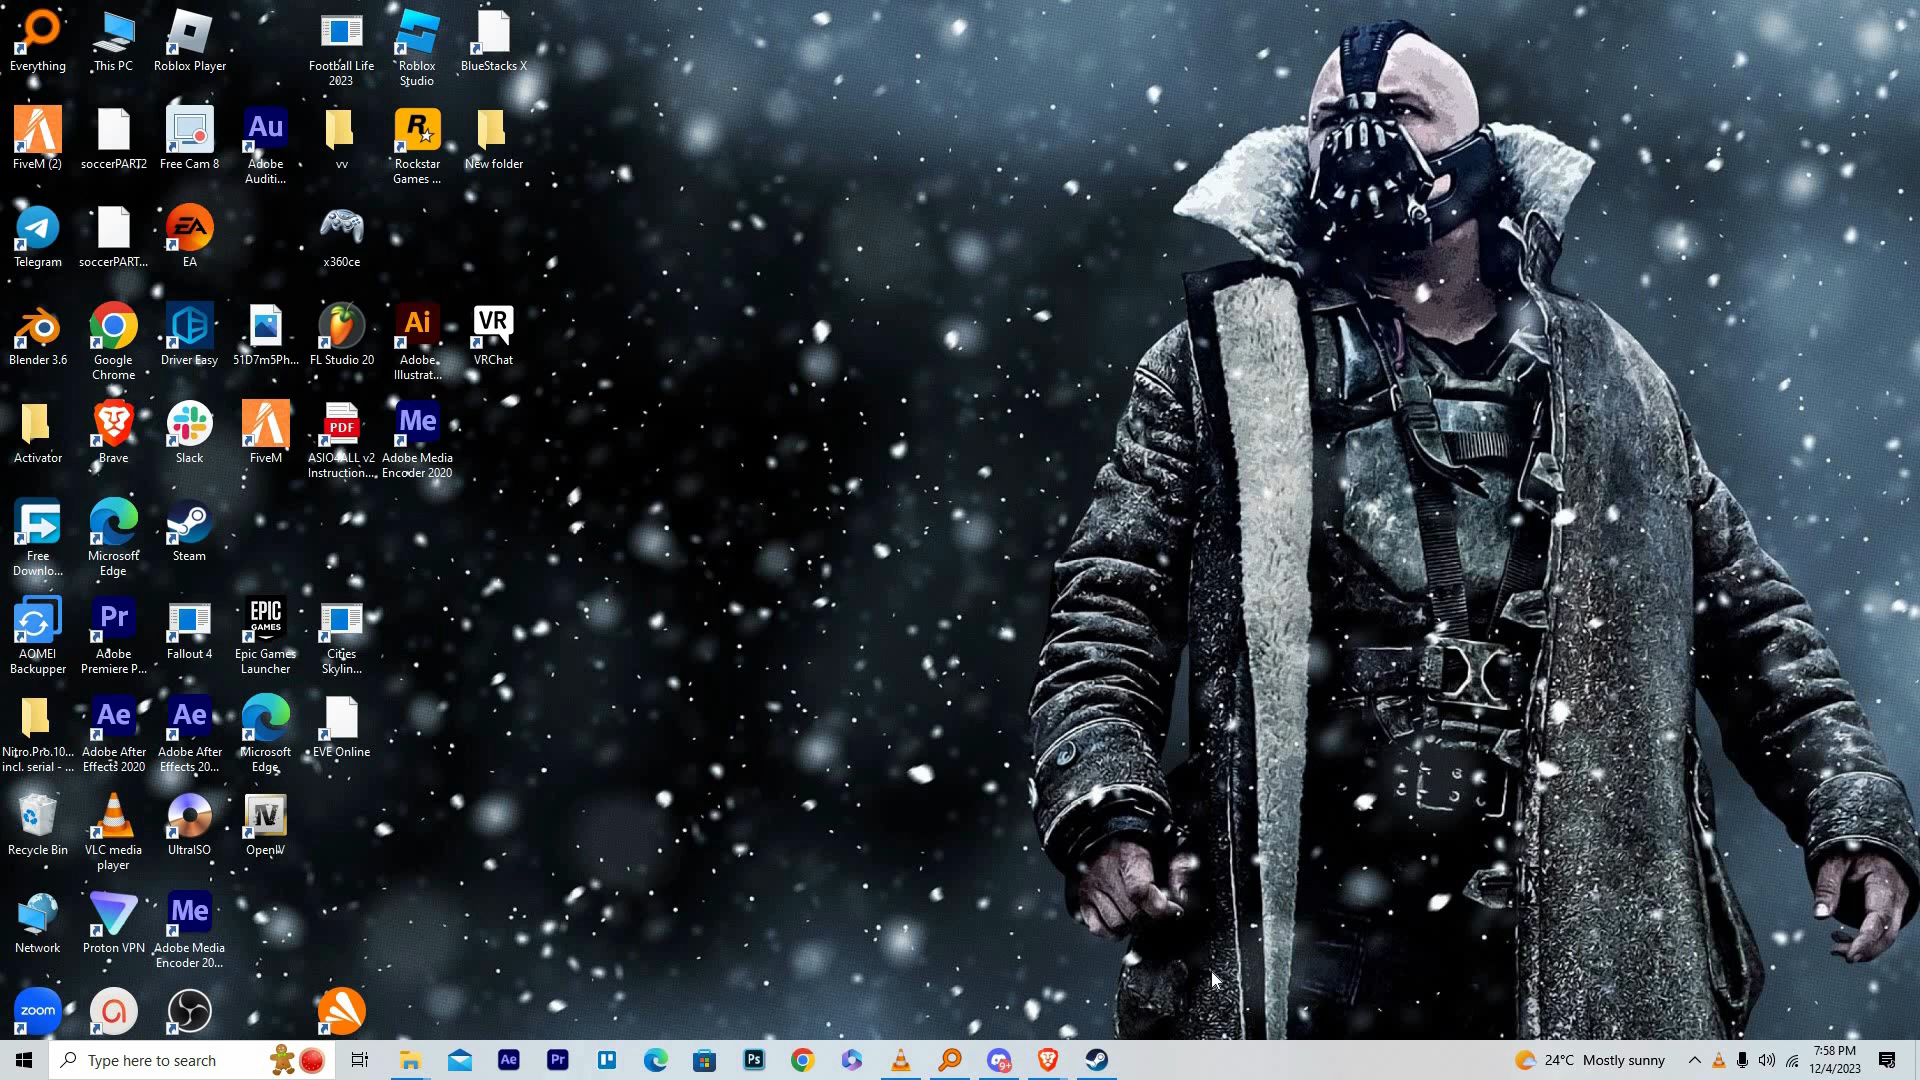 Everything
This PC
Roblox Player
Football Life
2023
Roblox
Studio
BlueStacks X
FiveM (2)
soccerPART2
Free Cam 8
Au
Adobe
Auditi...
vv
R
Rockstar
Games ...
New folder
Telegram
soccerPART...
EA
EA
x360ce
Blender 3.6
Google
Chrome
Driver Easy
51D7m5Ph...
FL Studio 20
Ai
Adobe
Illustrat...
VR
VRChat
Activator
Brave
Slack
FiveM
PDF
ASIO4ALL v2
Instruction...
Me
Adobe Media
Encoder 2020
Free
Downlo...
Microsoft
Edge
Steam
AOMEI
Backupper
Pr
Adobe
Premiere P...
Fallout 4
EPIC
GAMES
Epic Games
Launcher
Cities
Skylin...
Nitro.Pro.10...
incl. serial - ...
Ae
Adobe After
Effects 2020
Ae
Adobe After
Effects 20...
Microsoft
Edge
EVE Online
Recycle Bin
VLC media
player
UltraISO
OpenIV
Network
Proton VPN
Me
Adobe Media
Encoder 20...
zoom
Type here to search
Ae
Pr
Ps
9+
24°C Mostly sunny
7:58 PM
12/4/2023